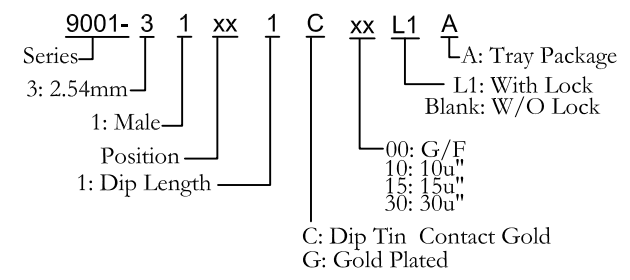 9001- 3 1 xx 1 C xx L1 A
Series
A: Tray Package
3: 2.54mm
L1: With Lock
Blank: W/O Lock
1: Male
Position
00: G/F
10: 10u"
15: 15u"
30: 30u"
1: Dip Length
C: Dip Tin Contact Gold
G: Gold Plated